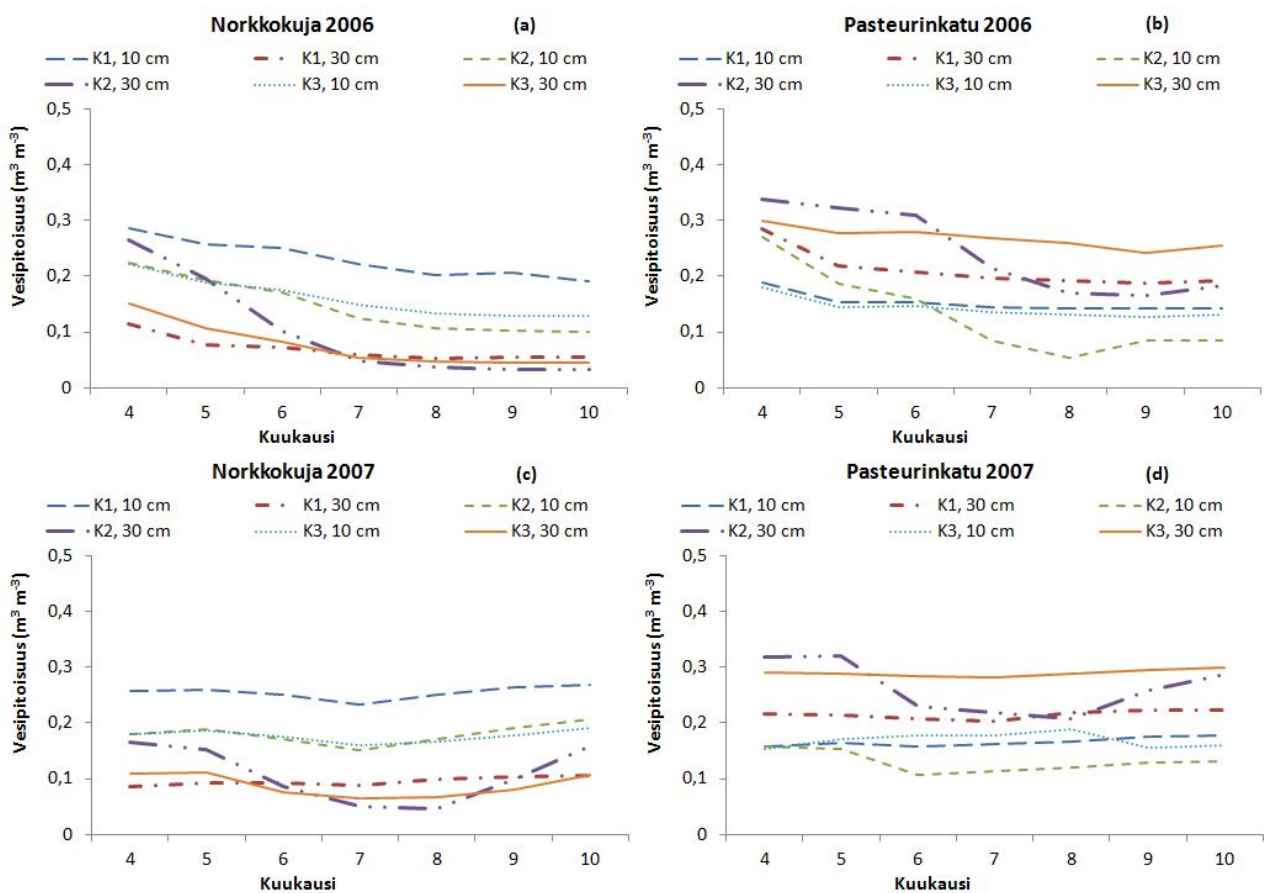 Norkkokuja 2006 (a)
K1, 10 cm K1, 30 cm K2, 10 cm
K2, 30 cm K3, 10 cm K3, 30 cm
Vesipitoisuus (m³ m⁻³)
0,5
0,4
0,3
0,2
0,1
0
4 5 6 7 8 9 10
Kuukausi
Pasteurinkatu 2006 (b)
K1, 10 cm K1, 30 cm K2, 10 cm
K2, 30 cm K3, 10 cm K3, 30 cm
Vesipitoisuus (m³ m⁻³)
0,5
0,4
0,3
0,2
0,1
0
4 5 6 7 8 9 10
Kuukausi
Norkkokuja 2007 (c)
K1, 10 cm K1, 30 cm K2, 10 cm
K2, 30 cm K3, 10 cm K3, 30 cm
Vesipitoisuus (m³ m⁻³)
0,5
0,4
0,3
0,2
0,1
0
4 5 6 7 8 9 10
Kuukausi
Pasteurinkatu 2007 (d)
K1, 10 cm K1, 30 cm K2, 10 cm
K2, 30 cm K3, 10 cm K3, 30 cm
Vesipitoisuus (m³ m⁻³)
0,5
0,4
0,3
0,2
0,1
0
4 5 6 7 8 9 10
Kuukausi